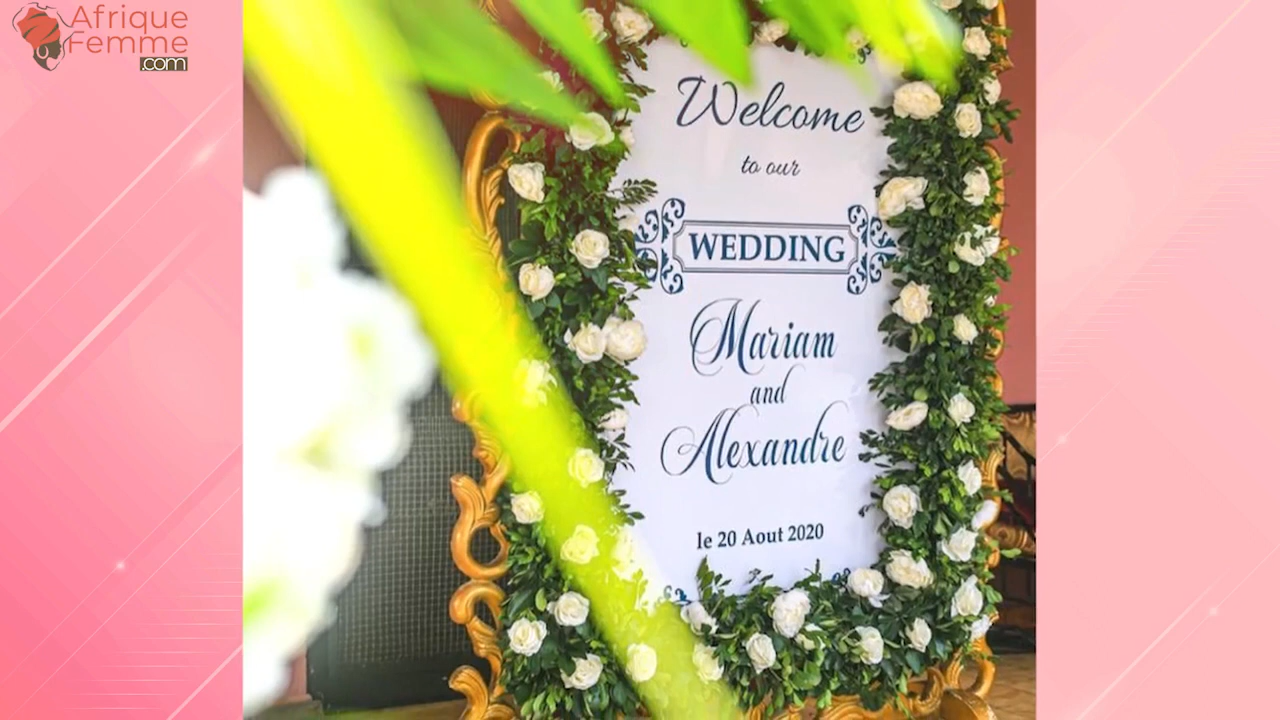 Afrique
Femme
.com
Welcome
to our
WEDDING
Mariam
and
Alexandre
le 20 Aout 2020